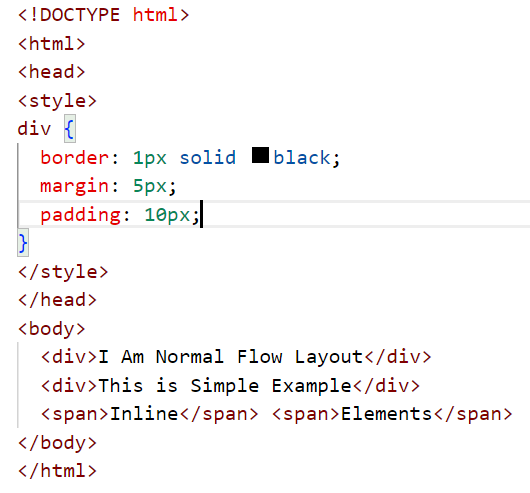 <!DOCTYPE html>
<html>
<head>
<style>
div {
  border: 1px solid black;
  margin: 5px;
  padding: 10px;
}
</style>
</head>
<body>
  <div>I Am Normal Flow Layout</div>
  <div>This is Simple Example</div>
  <span>Inline</span> <span>Elements</span>
</body>
</html>